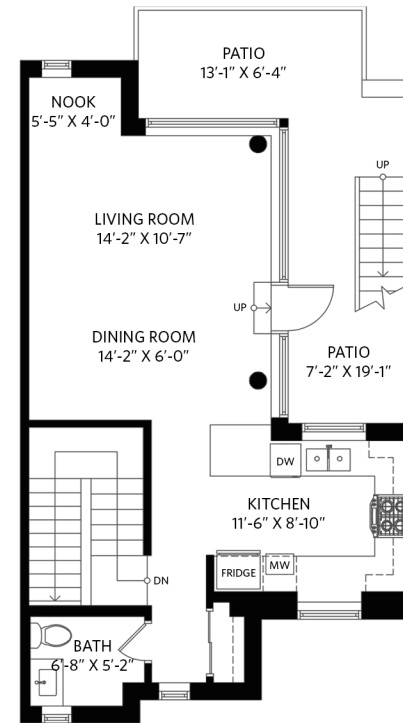 PATIO
13'-1" X 6'-4"
NOOK
5'-5" X 4'-0"
UP
LIVING ROOM
14'-2" X 10'-7"
UP
DINING ROOM
14'-2" X 6'-0"
PATIO
7'-2" X 19'-1"
DW
KITCHEN
11'-6" X 8'-10"
FRIDGE
MW
DN
BATH
6'-8" X 5'-2"